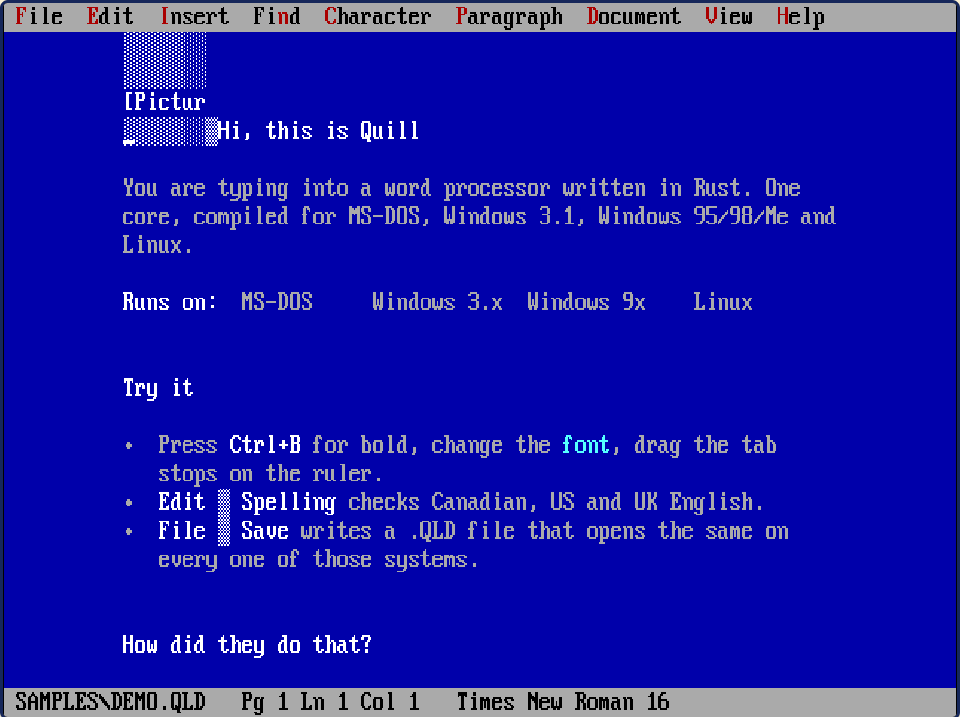 File Edit Insert Find Character Paragraph Document View Help
[Pictur
Hi, this is Quill
You are typing into a word processor written in Rust. One
core, compiled for MS-DOS, Windows 3.1, Windows 95/98/Me and
Linux.
Runs on: MS-DOS Windows 3.x Windows 9x Linux
Try it
• Press Ctrl+B for bold, change the font, drag the tab
stops on the ruler.
• Edit ▒ Spelling checks Canadian, US and UK English.
• File ▒ Save writes a .QLD file that opens the same on
every one of those systems.
How did they do that?
SAMPLES\DEMO.QLD Pg 1 Ln 1 Col 1 Times New Roman 16